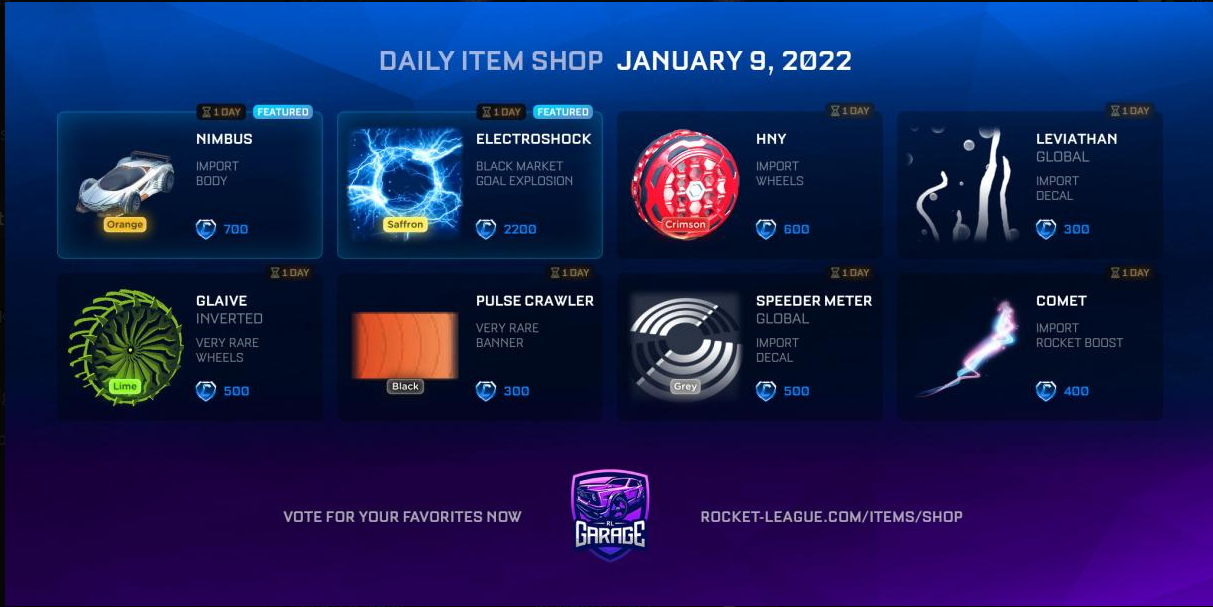 DAILY ITEM SHOP JANUARY 9, 2022
1 DAY FEATURED
NIMBUS
IMPORT
BODY
Orange
700
1 DAY FEATURED
ELECTROSHOCK
BLACK MARKET
GOAL EXPLOSION
Saffron
2200
1 DAY
HNY
IMPORT
WHEELS
Crimson
600
1 DAY
LEVIATHAN
GLOBAL
IMPORT
DECAL
300
1 DAY
GLAIVE
INVERTED
VERY RARE
WHEELS
Lime
500
1 DAY
PULSE CRAWLER
VERY RARE
BANNER
Black
300
1 DAY
SPEEDER METER
GLOBAL
IMPORT
DECAL
Grey
500
1 DAY
COMET
IMPORT
ROCKET BOOST
400
VOTE FOR YOUR FAVORITES NOW
RL
GARAGE
ROCKET-LEAGUE.COM/ITEMS/SHOP